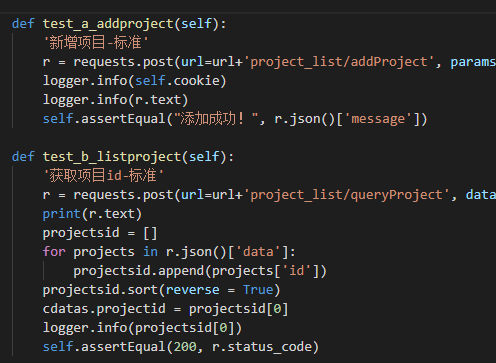 def test_a_addproject(self):
'新增项目-标准'
r = requests.post(url=url+'project_list/addProject', params
logger.info(self.cookie)
logger.info(r.text)
self.assertEqual("添加成功！", r.json()['message'])
def test_b_listproject(self):
'获取项目id-标准'
r = requests.post(url=url+'project_list/queryProject', data
print(r.text)
projectsid = []
for projects in r.json()['data']:
projectsid.append(projects['id'])
projectsid.sort(reverse = True)
cdatas.projectid = projectsid[0]
logger.info(projectsid[0])
self.assertEqual(200, r.status_code)